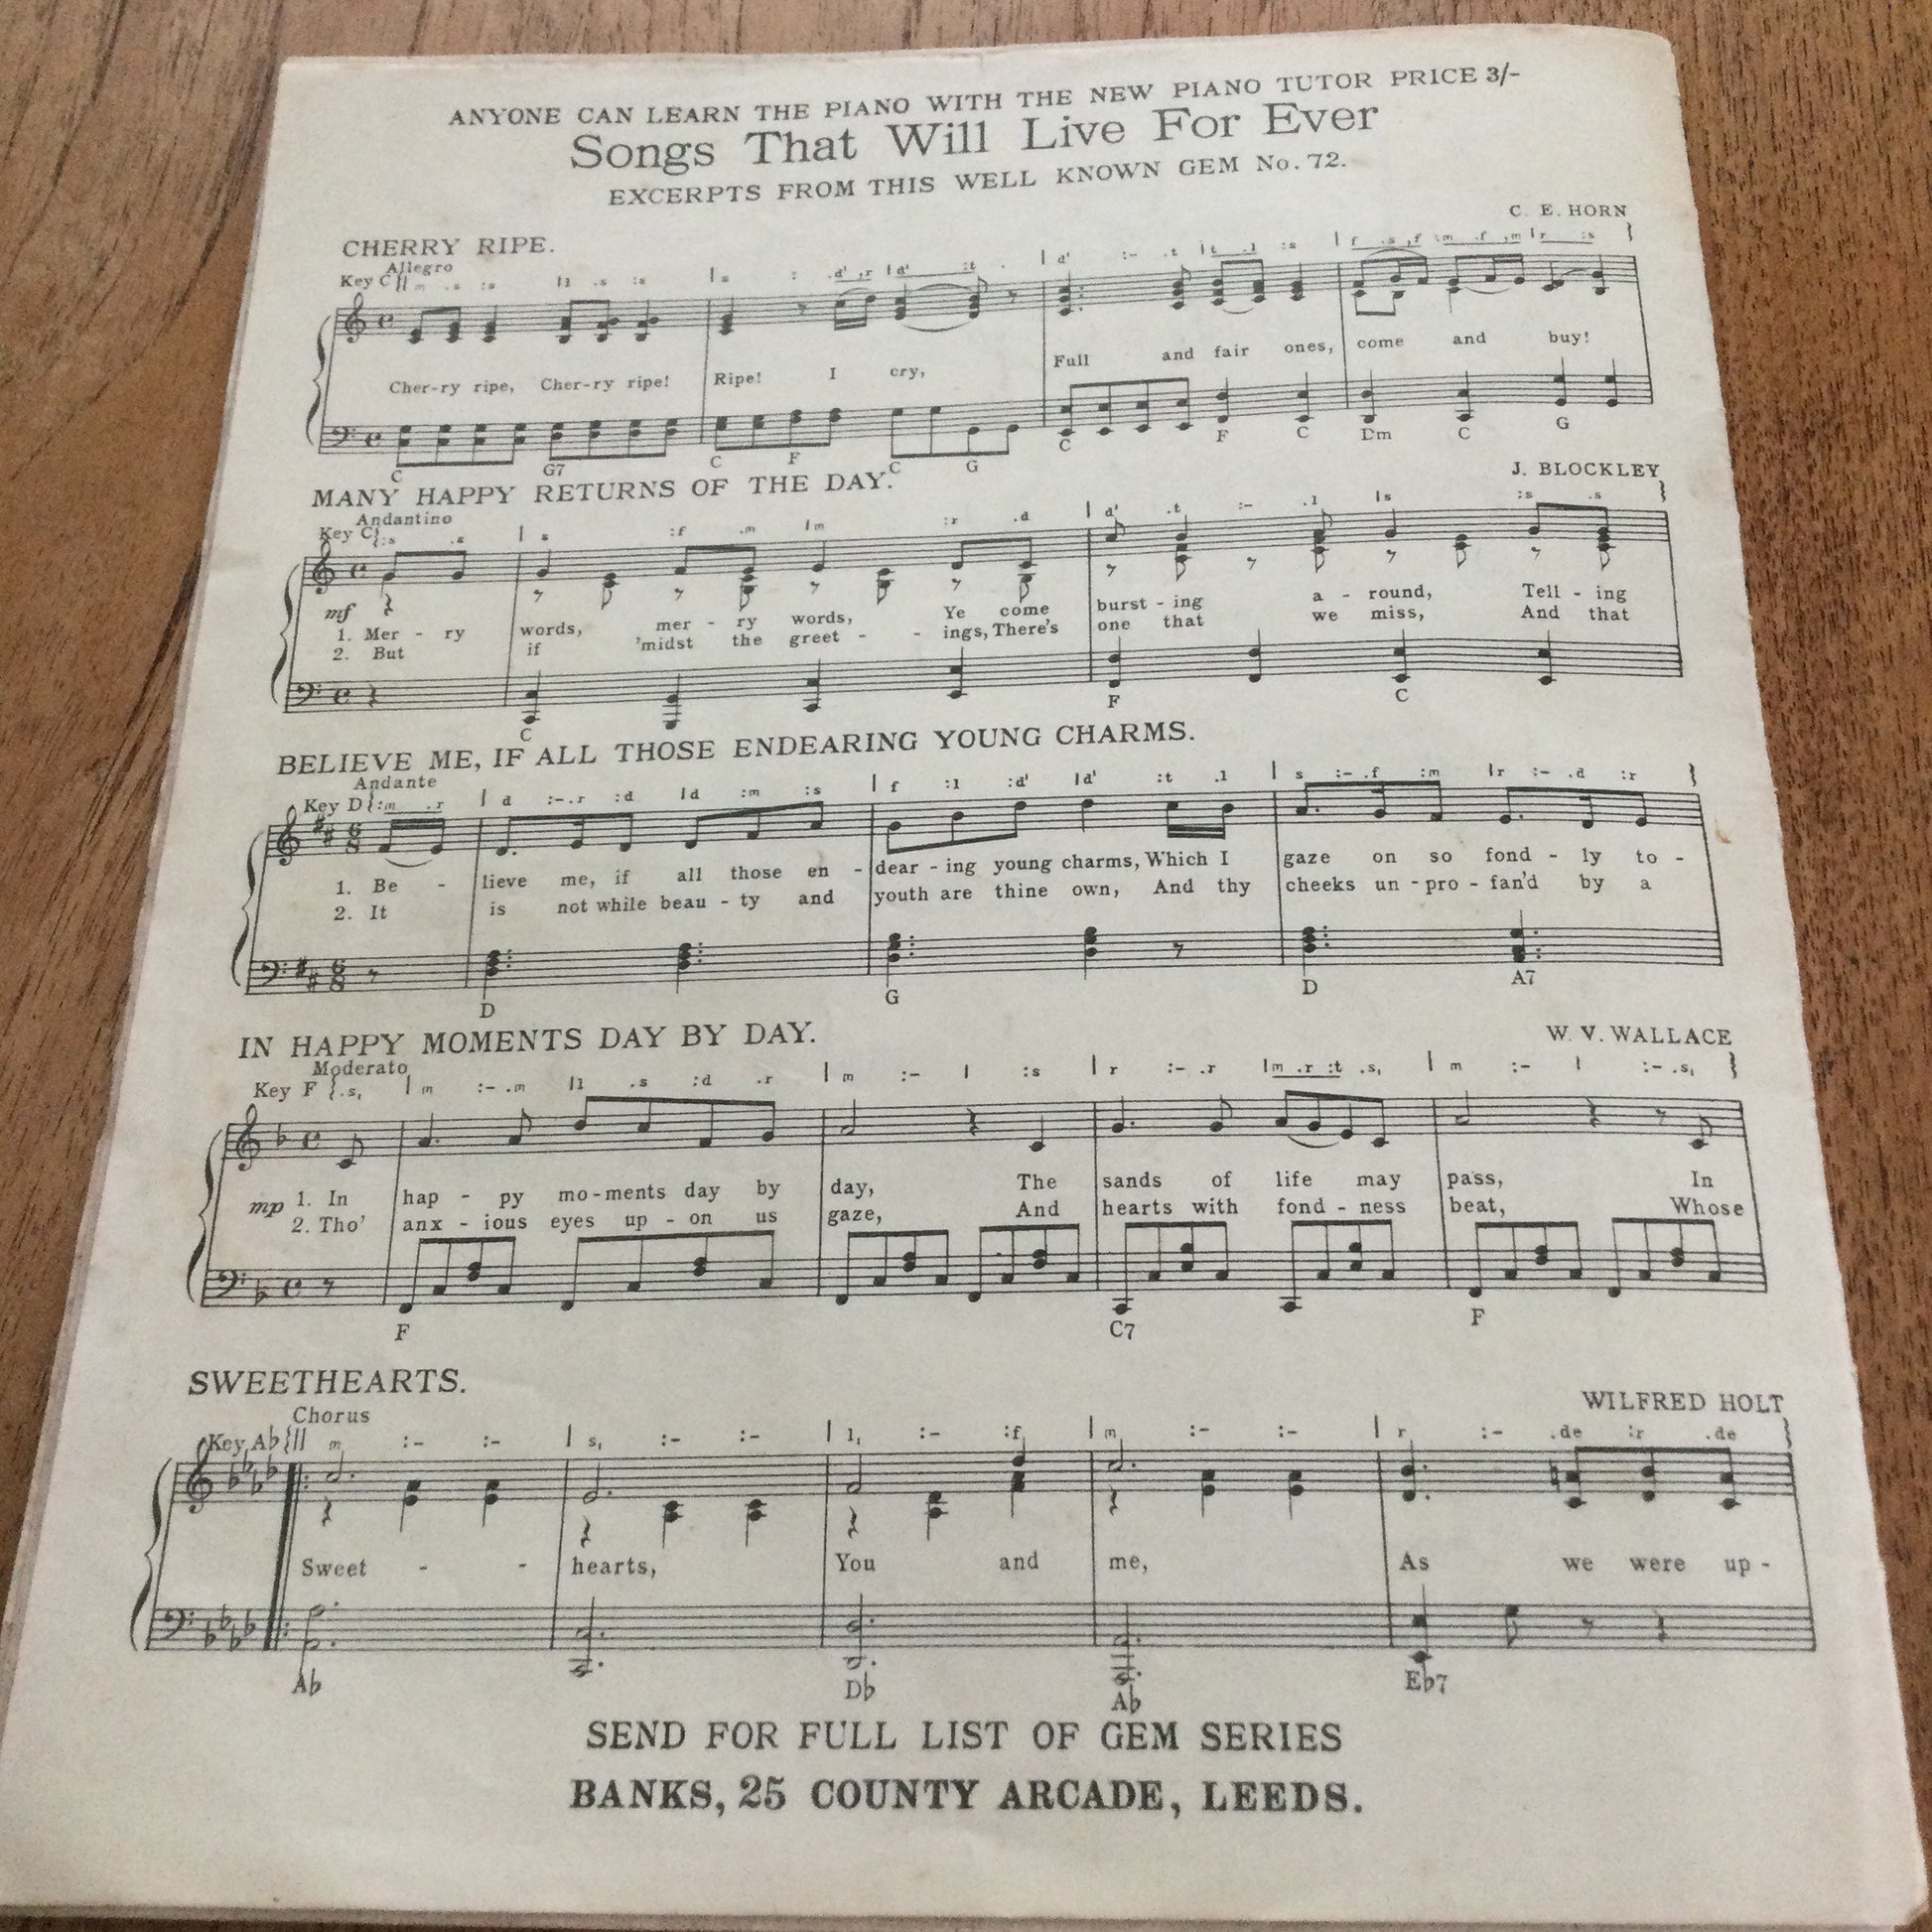 ANYONE CAN LEARN THE PIANO WITH THE NEW PIANO TUTOR PRICE 3/-
Songs That Will Live For Ever
EXCERPTS FROM THIS WELL KNOWN GEM No. 72.
C. E. HORN
CHERRY RIPE.
Allegro
Key C
Cher-ry ripe, Cher-ry ripe! Ripe! I cry, Full and fair ones, come and buy!
C G7 C F C G C F C Dm C G
J. BLOCKLEY
MANY HAPPY RETURNS OF THE DAY.
Andantino
Key C
mf
1. Mer - ry words, mer - ry words, Ye come burst - ing a - round, Tell - ing
2. But if 'midst the greet - - ings, There's one that we miss, And that
C F C
BELIEVE ME, IF ALL THOSE ENDEARING YOUNG CHARMS.
Andante
Key D {:m .r | d :-.r :d |d :m :s | f :l :d' |d' :t .l | s :-.f :m |r :-.d :r }
1. Be - lieve me, if all those en - dear - ing young charms, Which I gaze on so fond - ly to -
2. It is not while beau - ty and youth are thine own, And thy cheeks un - pro - fan'd by a
D G D A7
IN HAPPY MOMENTS DAY BY DAY.
W. V. WALLACE
Moderato
Key F {.s, | m :- .m |l .s :d .r | m :- | :s | r :- .r |m .r :t .s, | m :- | :- .s, }
mp 1. In hap - py mo-ments day by day, The sands of life may pass, In
2. Tho' anx - ious eyes up - on us gaze, And hearts with fond - ness beat, Whose
F C7 F
SWEETHEARTS.
WILFRED HOLT
Chorus
Key A♭ {|| m :- :- | s, :- :- | l, :- :f | m :- :- | r :- .de :r .de }
Sweet - - hearts, You and me, As we were up -
A♭ D♭ A♭ E♭7
SEND FOR FULL LIST OF GEM SERIES
BANKS, 25 COUNTY ARCADE, LEEDS.